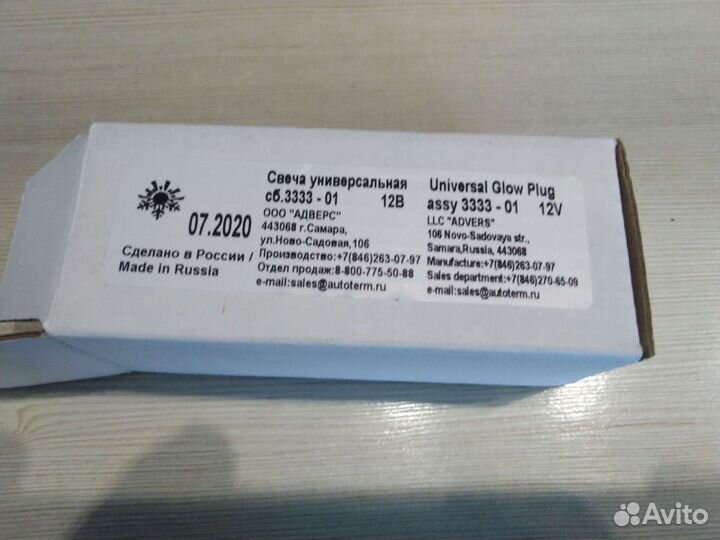 07.2020
Сделано в России /
Made in Russia
Свеча универсальная
сб.3333 - 01 12В
ООО "АДВЕРС"
443068 г.Самара,
ул.Ново-Садовая,106
Производство:+7(846)263-07-97
Отдел продаж:8-800-775-50-88
e-mail:sales@autoterm.ru
Universal Glow Plug
assy 3333 - 01 12V
LLC "ADVERS"
106 Novo-Sadovaya str.,
Samara,Russia, 443068
Manufacture:+7(846)263-07-97
Sales department:+7(846)270-65-09
e-mail:sales@autoterm.ru
Avito